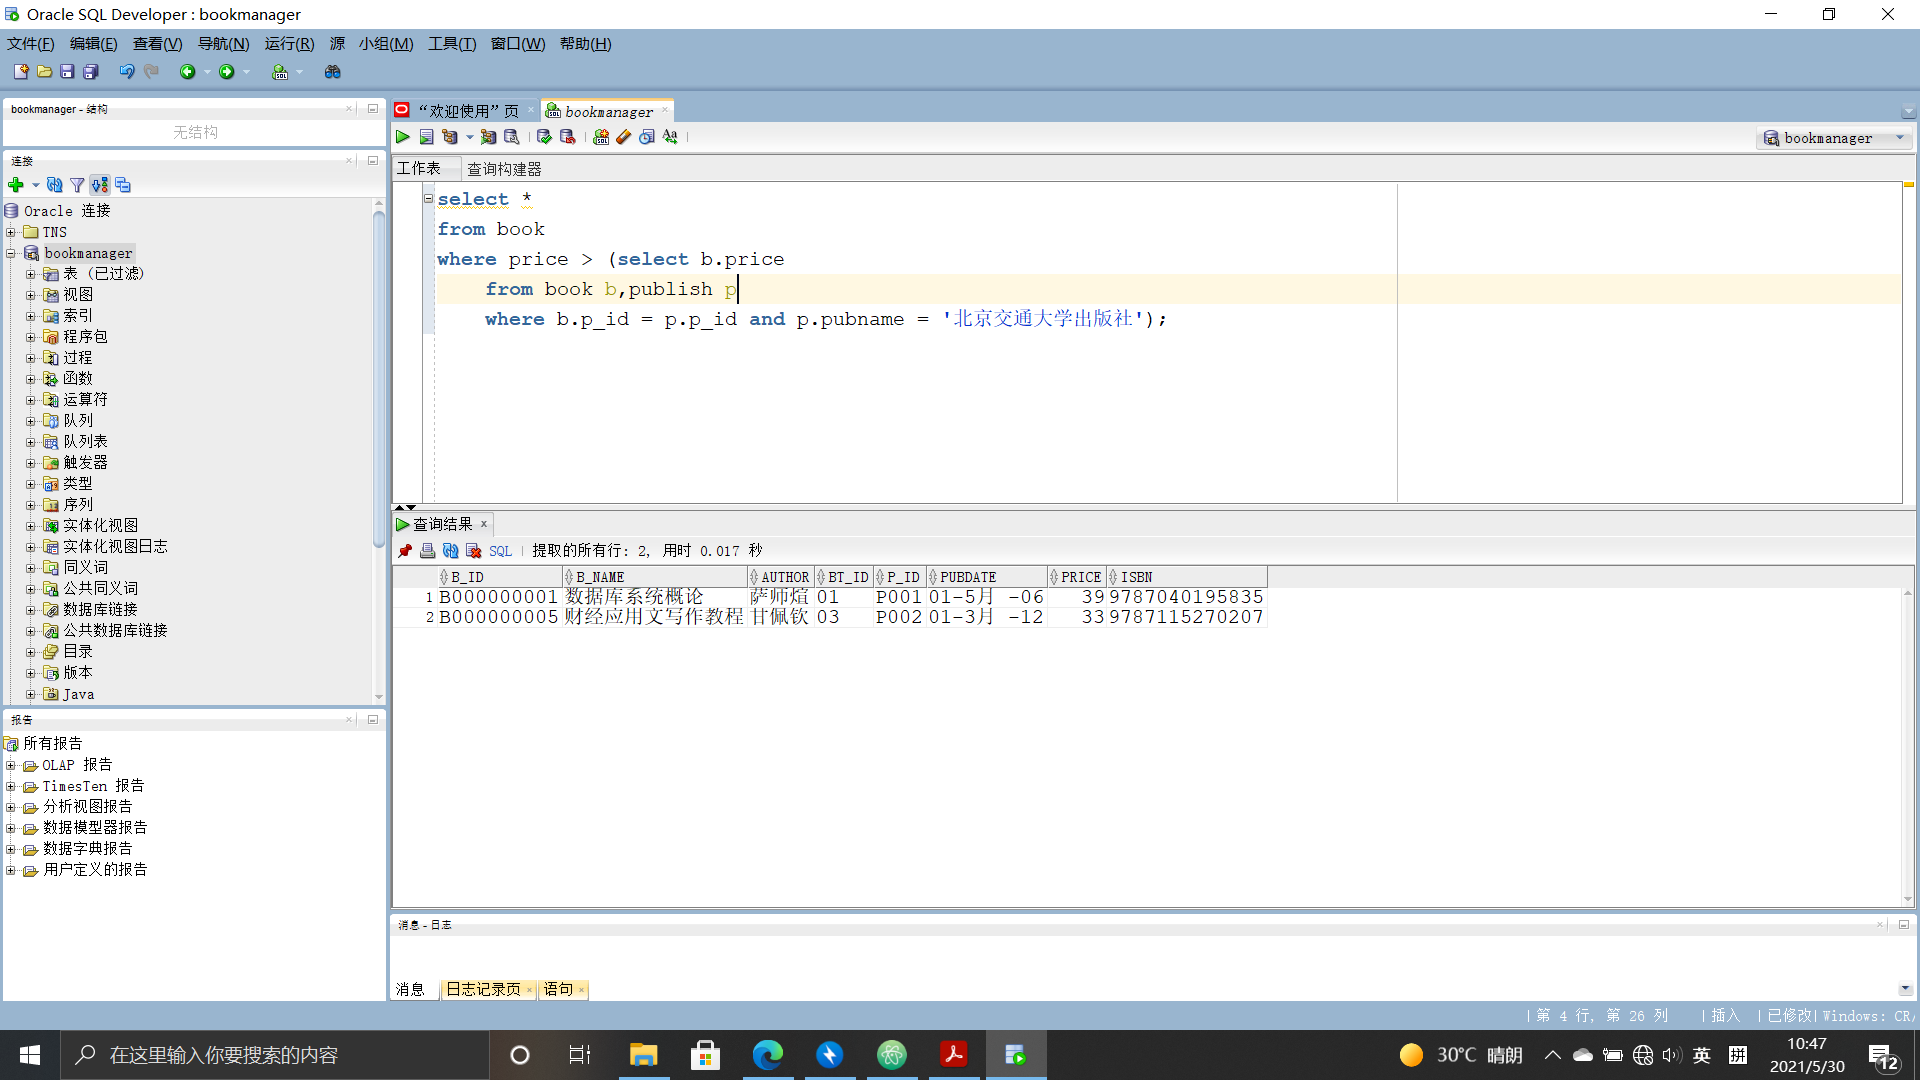 Oracle SQL Developer : bookmanager
文件(F) 编辑(E) 查看(V) 导航(N) 运行(R) 源 小组(M) 工具(T) 窗口(W) 帮助(H)
bookmanager - 结构
无结构
连接
Oracle 连接
TNS
bookmanager
表 (已过滤)
视图
索引
程序包
过程
函数
运算符
队列
队列表
触发器
类型
序列
实体化视图
实体化视图日志
同义词
公共同义词
数据库链接
公共数据库链接
目录
版本
Java
报告
所有报告
OLAP 报告
TimesTen 报告
分析视图报告
数据模型器报告
数据字典报告
用户定义的报告
“欢迎使用”页 bookmanager
bookmanager
工作表 查询构建器
select *
from book
where price > (select b.price
from book b,publish p
where b.p_id = p.p_id and p.pubname = '北京交通大学出版社');
查询结果 x
SQL | 提取的所有行: 2, 用时 0.017 秒
B_ID B_NAME AUTHOR BT_ID P_ID PUBDATE PRICE ISBN
1 B000000001 数据库系统概论 萨师煊 01 P001 01-5月 -06 39 9787040195835
2 B000000005 财经应用文写作教程 甘佩钦 03 P002 01-3月 -12 33 9787115270207
消息 - 日志
消息 日志记录页 语句
第 4 行, 第 26 列 | 插入 | 已修改 | Windows: CR/
在这里输入你要搜索的内容
30°C 晴朗 英 拼 10:47
2021/5/30
12